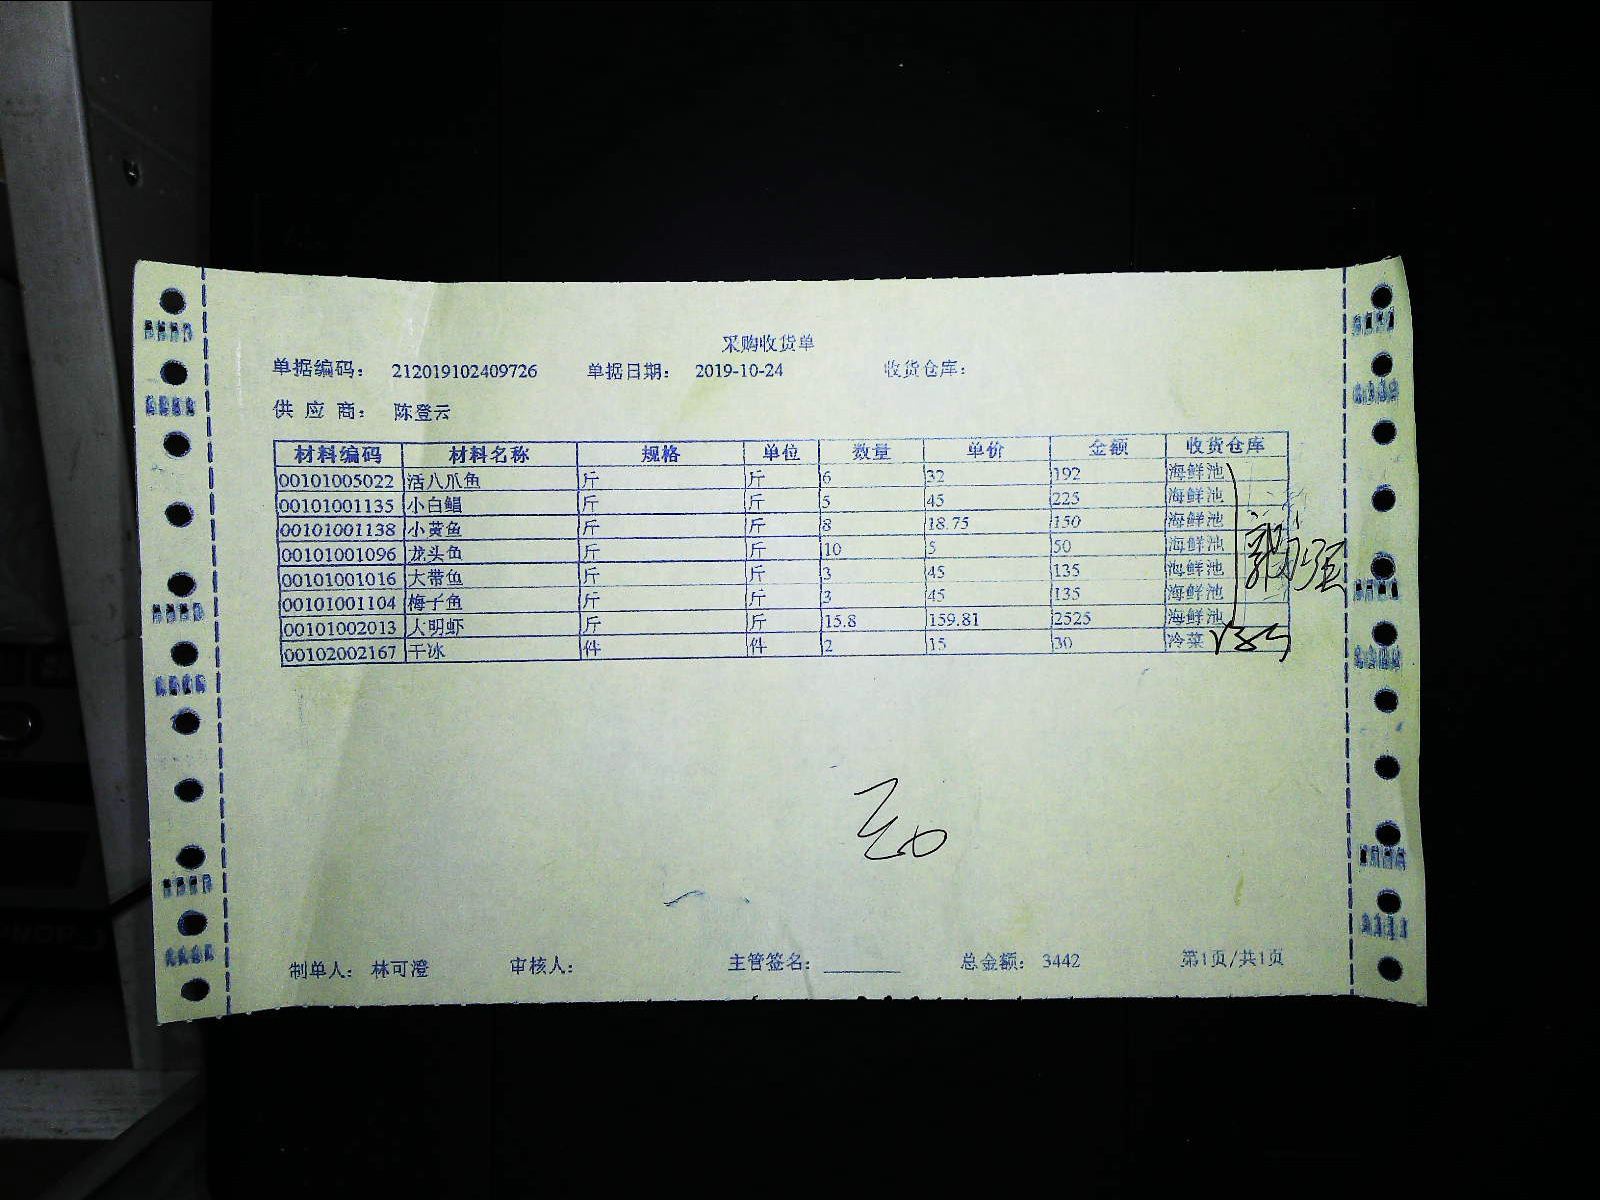 采购收货单
单据编码： 212019102409726 单据日期： 2019-10-24 收货仓库：
供 应 商： 陈登云
材料编码 材料名称 规格 单位 数量 单价 金额 收货仓库
00101005022 活八爪鱼 斤 斤 6 32 192 海鲜池
00101001135 小白鲳 斤 斤 5 45 225 海鲜池
00101001138 小黄鱼 斤 斤 8 18.75 150 海鲜池
00101001096 龙头鱼 斤 斤 10 5 50 海鲜池
00101001016 大带鱼 斤 斤 3 45 135 海鲜池
00101001104 梅子鱼 斤 斤 3 45 135 海鲜池
00101002013 大明虾 斤 斤 15.8 159.81 2525 海鲜池
00102002167 干冰 件 件 2 15 30 冷菜
制单人： 林可澄 审核人： 主管签名： 总金额： 3442 第1页/共1页